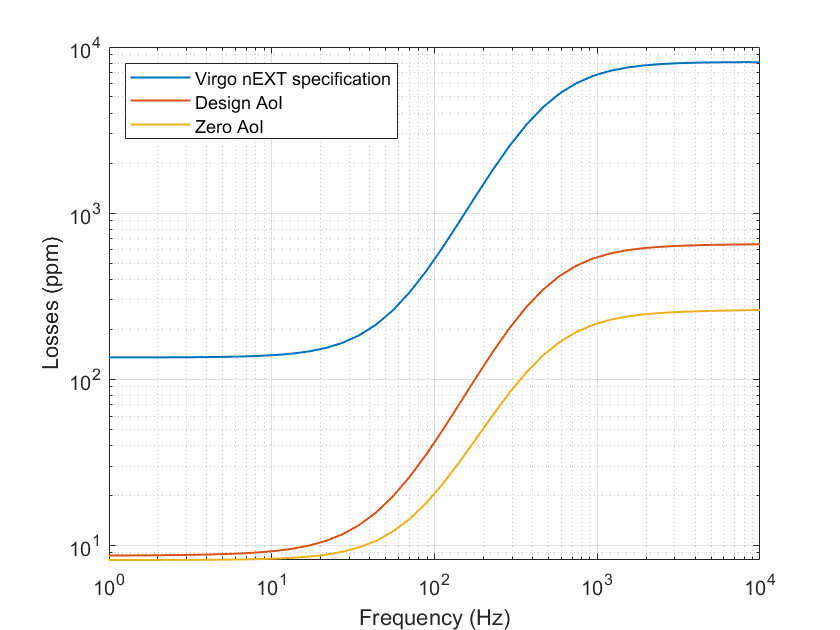 10^4
10^3
10^2
10^1
Losses (ppm)
Virgo nEXT specification
Design AoI
Zero AoI
10^0 10^1 10^2 10^3 10^4
Frequency (Hz)